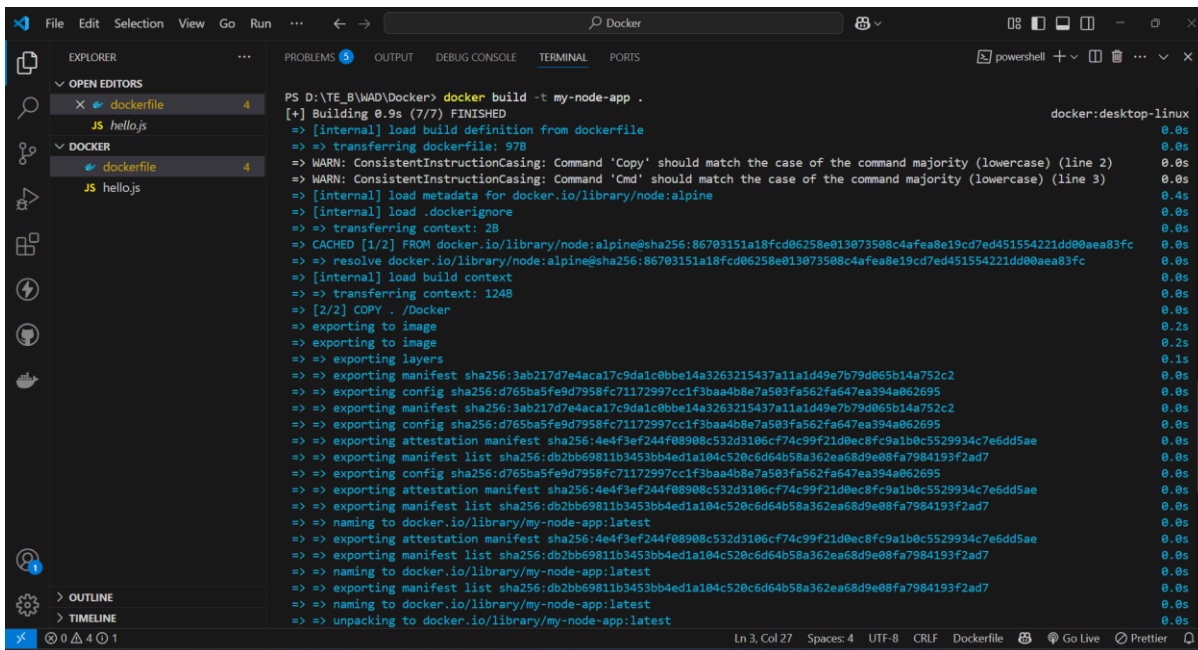 File Edit Selection View Go Run ··· Docker
EXPLORER ···
OPEN EDITORS
dockerfile 4
JS hello.js
DOCKER
dockerfile 4
JS hello.js
OUTLINE
TIMELINE
PROBLEMS 5 OUTPUT DEBUG CONSOLE TERMINAL PORTS powershell
PS D:\TE_B\WAD\Docker> docker build -t my-node-app .
[+] Building 0.9s (7/7) FINISHED docker:desktop-linux
=> [internal] load build definition from dockerfile 0.0s
=> => transferring dockerfile: 97B 0.0s
=> WARN: ConsistentInstructionCasing: Command 'Copy' should match the case of the command majority (lowercase) (line 2) 0.0s
=> WARN: ConsistentInstructionCasing: Command 'Cmd' should match the case of the command majority (lowercase) (line 3) 0.0s
=> [internal] load metadata for docker.io/library/node:alpine 0.4s
=> [internal] load .dockerignore 0.0s
=> => transferring context: 2B 0.0s
=> CACHED [1/2] FROM docker.io/library/node:alpine@sha256:86703151a18fcd06258e013073508c4afea8e19cd7ed451554221dd00aea83fc 0.0s
=> => resolve docker.io/library/node:alpine@sha256:86703151a18fcd06258e013073508c4afea8e19cd7ed451554221dd00aea83fc 0.0s
=> [internal] load build context 0.0s
=> => transferring context: 124B 0.0s
=> [2/2] COPY . /Docker 0.0s
=> exporting to image 0.2s
=> exporting to image 0.2s
=> => exporting layers 0.1s
=> => exporting manifest sha256:3ab217d7e4aca17c9da1c0bbe14a3263215437a11a1d49e7b79d065b14a752c2 0.0s
=> => exporting config sha256:d765ba5fe9d7958fc71172997cc1f3baa4b8e7a503fa562fa647ea394a062695 0.0s
=> => exporting manifest sha256:3ab217d7e4aca17c9da1c0bbe14a3263215437a11a1d49e7b79d065b14a752c2 0.0s
=> => exporting config sha256:d765ba5fe9d7958fc71172997cc1f3baa4b8e7a503fa562fa647ea394a062695 0.0s
=> => exporting attestation manifest sha256:4e4f3ef244f08908c532d3106cf74c99f21d0ec8fc9a1b0c5529934c7e6dd5ae 0.0s
=> => exporting manifest list sha256:db2bb69811b3453bb4ed1a104c520c6d64b58a362ea68d9e08fa7984193f2ad7 0.0s
=> => exporting config sha256:d765ba5fe9d7958fc71172997cc1f3baa4b8e7a503fa562fa647ea394a062695 0.0s
=> => exporting attestation manifest sha256:4e4f3ef244f08908c532d3106cf74c99f21d0ec8fc9a1b0c5529934c7e6dd5ae 0.0s
=> => exporting manifest list sha256:db2bb69811b3453bb4ed1a104c520c6d64b58a362ea68d9e08fa7984193f2ad7 0.0s
=> => naming to docker.io/library/my-node-app:latest 0.0s
=> => exporting attestation manifest sha256:4e4f3ef244f08908c532d3106cf74c99f21d0ec8fc9a1b0c5529934c7e6dd5ae 0.0s
=> => exporting manifest list sha256:db2bb69811b3453bb4ed1a104c520c6d64b58a362ea68d9e08fa7984193f2ad7 0.0s
=> => naming to docker.io/library/my-node-app:latest 0.0s
=> => exporting manifest list sha256:db2bb69811b3453bb4ed1a104c520c6d64b58a362ea68d9e08fa7984193f2ad7 0.0s
=> => naming to docker.io/library/my-node-app:latest 0.0s
=> => unpacking to docker.io/library/my-node-app:latest 0.0s
1
0 4 1 Ln 3, Col 27 Spaces: 4 UTF-8 CRLF Dockerfile Go Live Prettier